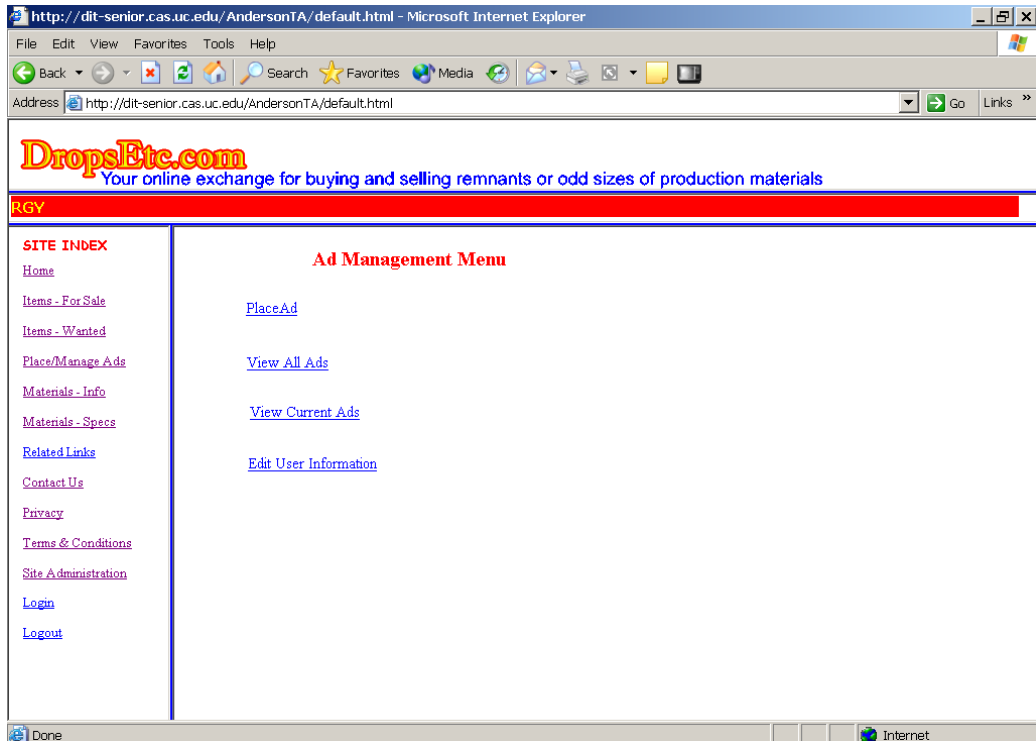 http://dit-senior.cas.uc.edu/AndersonTA/default.html - Microsoft Internet Explorer
File Edit View Favorites Tools Help
Back Search Favorites Media
Address http://dit-senior.cas.uc.edu/AndersonTA/default.html Go Links »
DropsEtc.com
Your online exchange for buying and selling remnants or odd sizes of production materials
RGY
SITE INDEX
Home
Items - For Sale
Items - Wanted
Place/Manage Ads
Materials - Info
Materials - Specs
Related Links
Contact Us
Privacy
Terms & Conditions
Site Administration
Login
Logout
Ad Management Menu
PlaceAd
View All Ads
View Current Ads
Edit User Information
Done Internet